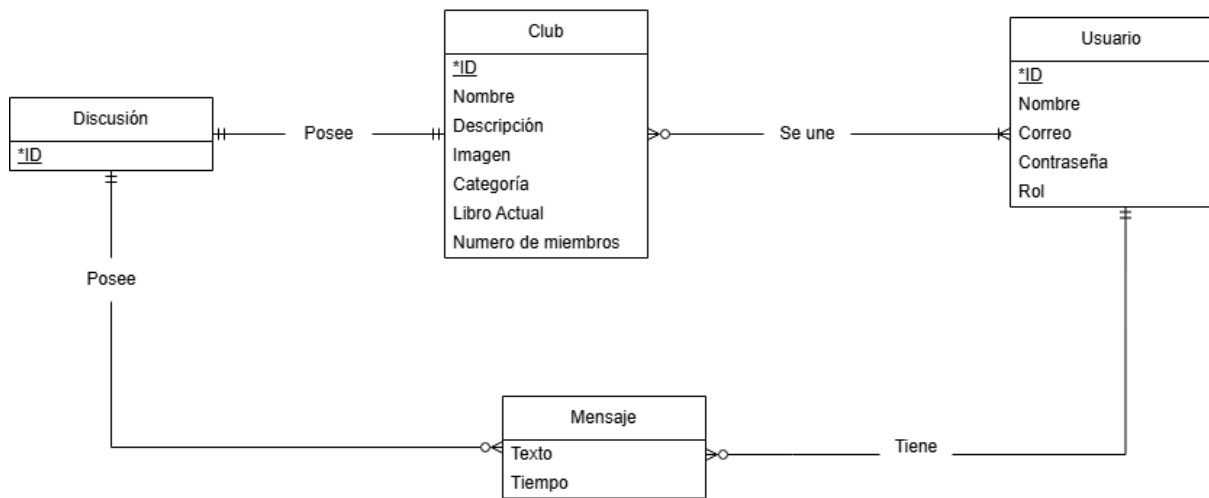 Club
*ID
Nombre
Descripción
Imagen
Categoría
Libro Actual
Numero de miembros
Usuario
*ID
Nombre
Correo
Contraseña
Rol
Discusión
*ID
Posee
Se une
Posee
Mensaje
Texto
Tiempo
Tiene